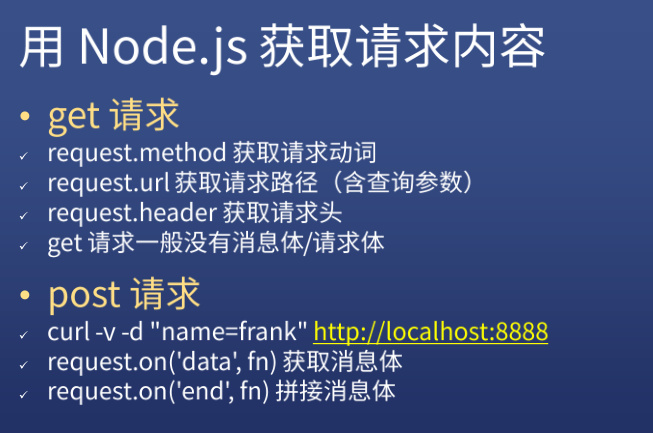 用 Node.js 获取请求内容
• get 请求
✓ request.method 获取请求动词
✓ request.url 获取请求路径（含查询参数）
✓ request.header 获取请求头
✓ get 请求一般没有消息体/请求体
• post 请求
✓ curl -v -d "name=frank" http://localhost:8888
✓ request.on('data', fn) 获取消息体
✓ request.on('end', fn) 拼接消息体